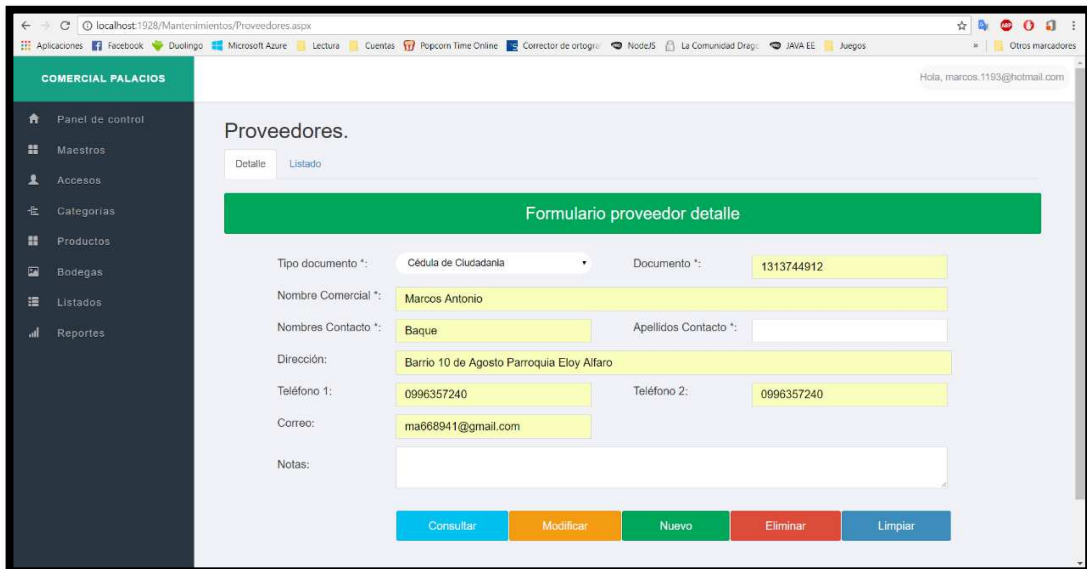 localhost:1928/Mantenimientos/Proveedores.aspx
Aplicaciones Facebook Duolingo Microsoft Azure Lectura Cuentas Popcorn Time Online Corrector de ortogra NodeJS La Comunidad Drago JAVA EE Juegos » Otros marcadores
COMERCIAL PALACIOS
Hola, marcos.1193@hotmail.com
Panel de control
Maestros
Accesos
Categorias
Productos
Bodegas
Listados
Reportes
Proveedores.
Detalle Listado
Formulario proveedor detalle
Tipo documento *: Cédula de Ciudadania Documento *: 1313744912
Nombre Comercial *: Marcos Antonio
Nombres Contacto *: Baque Apellidos Contacto *:
Dirección: Barrio 10 de Agosto Parroquia Eloy Alfaro
Teléfono 1: 0996357240 Teléfono 2: 0996357240
Correo: ma668941@gmail.com
Notas:
Consultar Modificar Nuevo Eliminar Limpiar